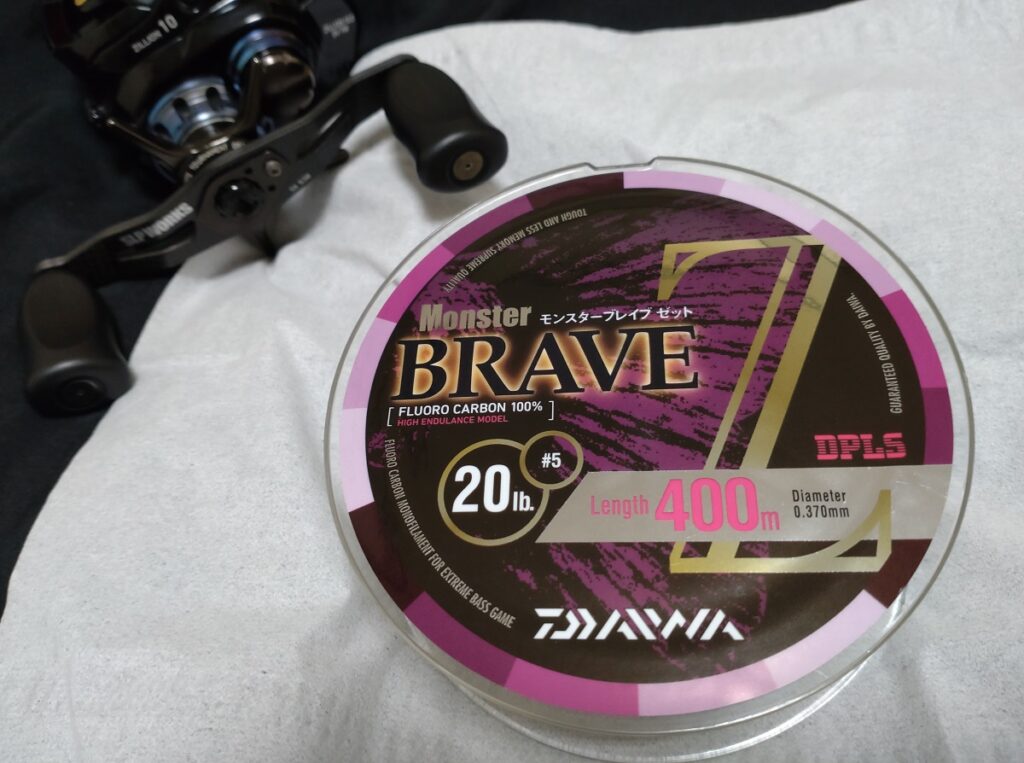 SLPWORKS
TOUGH AND LESS MEMORY, SUPREME QUALITY
Monster モンスターブレイブ ゼット
BRAVE Z
[ FLUORO CARBON 100% ]
HIGH ENDULANCE MODEL
GUARANTEED QUALITY BY DAIWA.
DPLS
20lb. #5
Length 400m
Diameter
0.370mm
FLUORO CARBON MONOFILAMENT FOR EXTREME BASS GAME
DAIWA